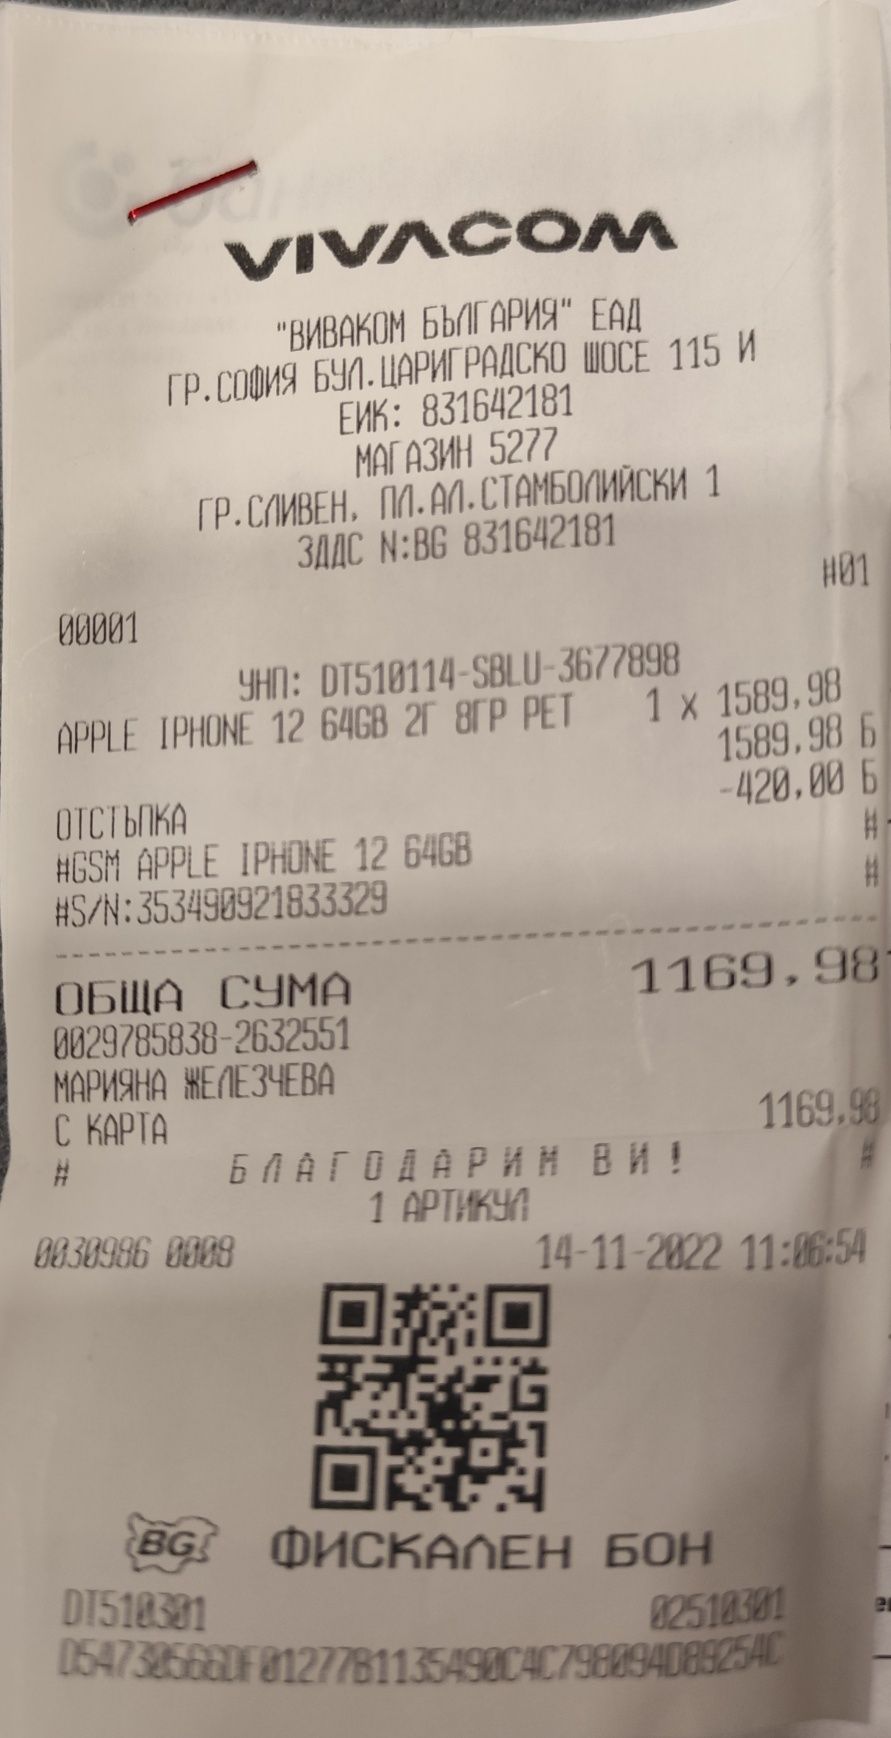 VIVACOM
"ВИВАКОМ БЪЛГАРИЯ" ЕАД
ГР.СОФИЯ БУЛ.ЦАРИГРАДСКО ШОСЕ 115 И
ЕИК: 831642181
МАГАЗИН 5277
ГР.СЛИВЕН, ПЛ.АЛ.СТАМБОЛИЙСКИ 1
ЗДДС N:BG 831642181
#01
00001
УНП: DT510114-SBLU-3677898
APPLE IPHONE 12 64GB 2Г 8ГР РЕТ 1 x 1589,98
1589,98 Б
ОТСТЪПКА -420,00 Б
#GSM APPLE IPHONE 12 64GB #
#S/N:353490921833329 #
ОБЩА СУМА 1169,98
0029785838-2632551
МАРИЯНА ЖЕЛЕЗЧЕВА
С КАРТА 1169,98
# БЛАГОДАРИМ ВИ! #
1 АРТИКУЛ
0030986 0008 14-11-2022 11:06:54
BG ФИСКАЛЕН БОН
DT510301 02510301